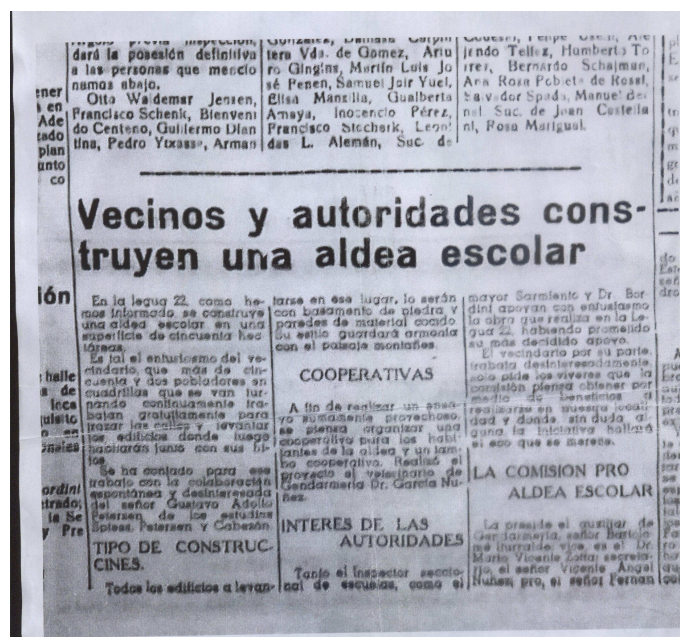 dará la posesión definitiva
a las personas que mencio
namos abajo.
Otto Waldemar Jensen,
Francisco Schenk, Bienveni
do Centeno, Guillermo Dian
tina, Pedro Arman
tera Vda. de Gomez, Artu
ro Gingins, Martín Luis Jo
sé Penen, Samuel Jair Yuel,
Elisa Manzilla, Gualberta
Amaya, Inocencio Pérez,
Francisco Stecherk, Leoni
das L. Alemán, Suc. de
jendo Tellez, Humberto To
rres, Bernardo Schajman,
Ana Rosa Poblete de Rossl,
Salvador Spada, Manuel
Suc. de Juan Castella
ni, Rosa Marigual.
Vecinos y autoridades cons-
truyen una aldea escolar
En la legua 22, como he-
mos informado se construye
una aldea escolar en una
superficie de cincuenta hec
táreas.
Es tal el enturiosmo del ve-
cindario, que más de cin-
cuenta y dos pobladores en
cuadrillas que se van tur-
nando continuamente tra-
bajan gratuitamente para
trazar las calles y levantar
los edificios donde luego
habitarán junto con sus hi-
jos.
Se ha contado para ese
trabajo con la colaboración
espontánea y desinteresada
del señor Gustavo Adolfo
Petersen, de los estudios
Petersen y Cabezón.
TIPO DE CONSTRUC-
CINES.
Todos los edificios a levan-
tarse en ese lugar, lo serán
con basamento de piedra y
paredes de material cocido
Su estilo guardará armonía
con el paisaje montañés.
COOPERATIVAS
A fin de realizar un ensa-
yo sumamente provechoso,
se piensa organizar una
cooperativa para los habi-
tantes de la aldea y un tam
bo cooperativo. Realizó el
proyecto el veterinario de
Gendarmería Dr. García Nu-
ñez.
INTERES DE LAS
AUTORIDADES
Tanto el Inspector seccio-
nal de escuelas, como el
mayor Sarmiento y Dr. Bor-
dini apoyan con entusiasmo
la obra que realiza en la Le-
gua 22, habiendo prometido
su más decidido apoyo.
El vecindario por su parte,
trabaja desinteresadamente,
solo pide los víveres que la
comisión piensa obtener por
medio de beneficios a
realizarse en nuestra locali-
dad y donde, sin duda, al-
guna, la iniciativa hallará
el eco que se merece.
LA COMISION PRO
ALDEA ESCOLAR
La preside el auxiliar de
Gendarmería, señor Bartolo-
mé Iturralde; vice, es el Dr.
Mario Vicente Zotta; secreta-
rio, el señor Vicente Angel
Nuñez; pro, el señor Fernan